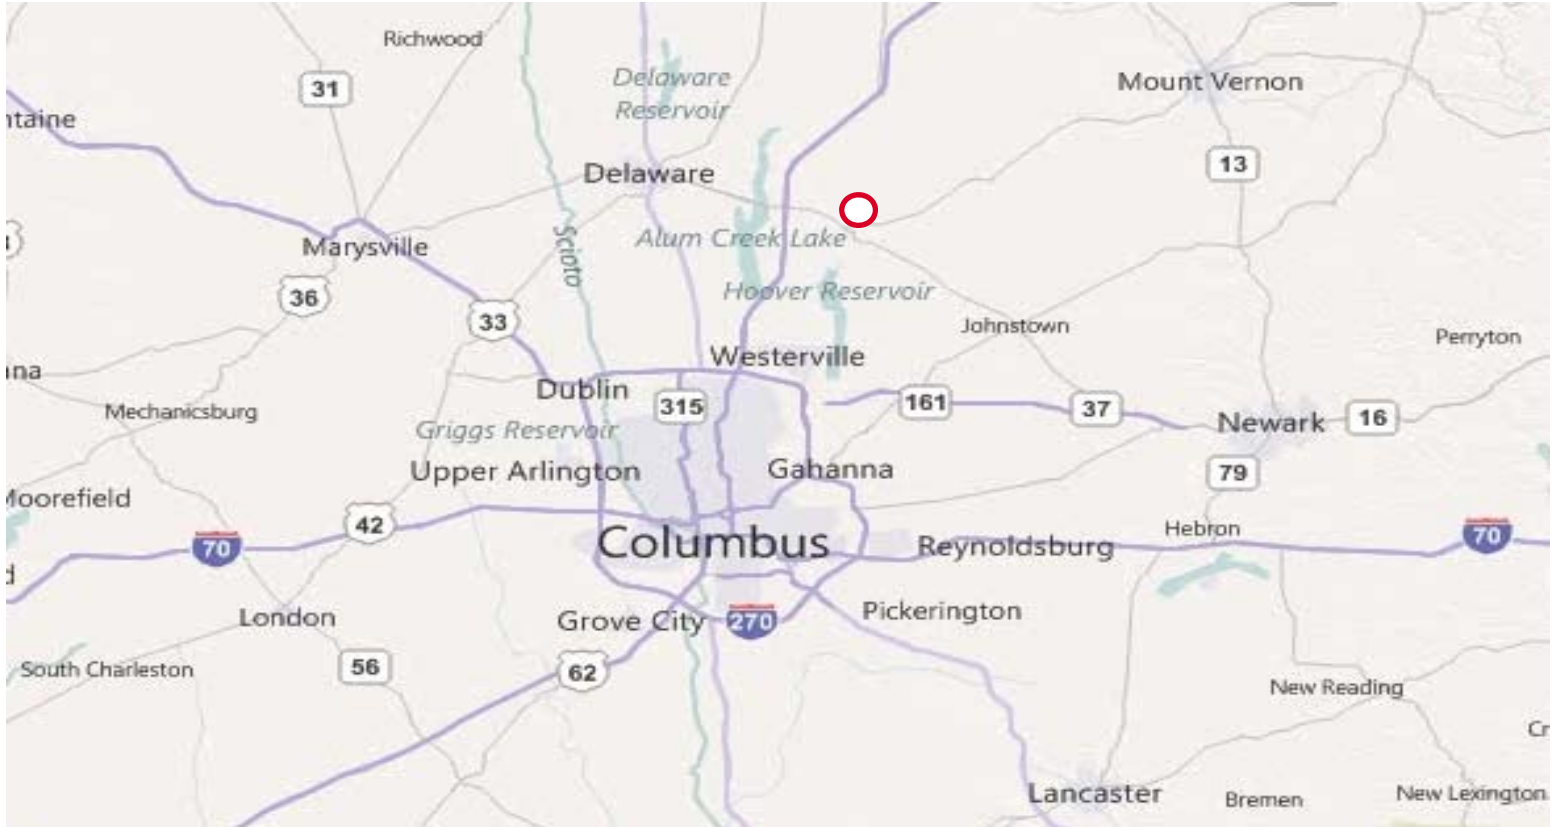 Richwood
31
Delaware
Reservoir
Mount Vernon
ntaine
13
Delaware
Alum Creek Lake
Scioto
Marysville
36
Hoover Reservoir
33
Johnstown
Perryton
Westerville
na
Dublin
315
161
37
Mechanicsburg
Griggs Reservoir
Newark
16
Upper Arlington
Gahanna
79
Moorefield
42
70
Columbus
Reynoldsburg
Hebron
70
d
London
Grove City
270
Pickerington
South Charleston
56
62
New Reading
Cr
Lancaster
Bremen
New Lexington